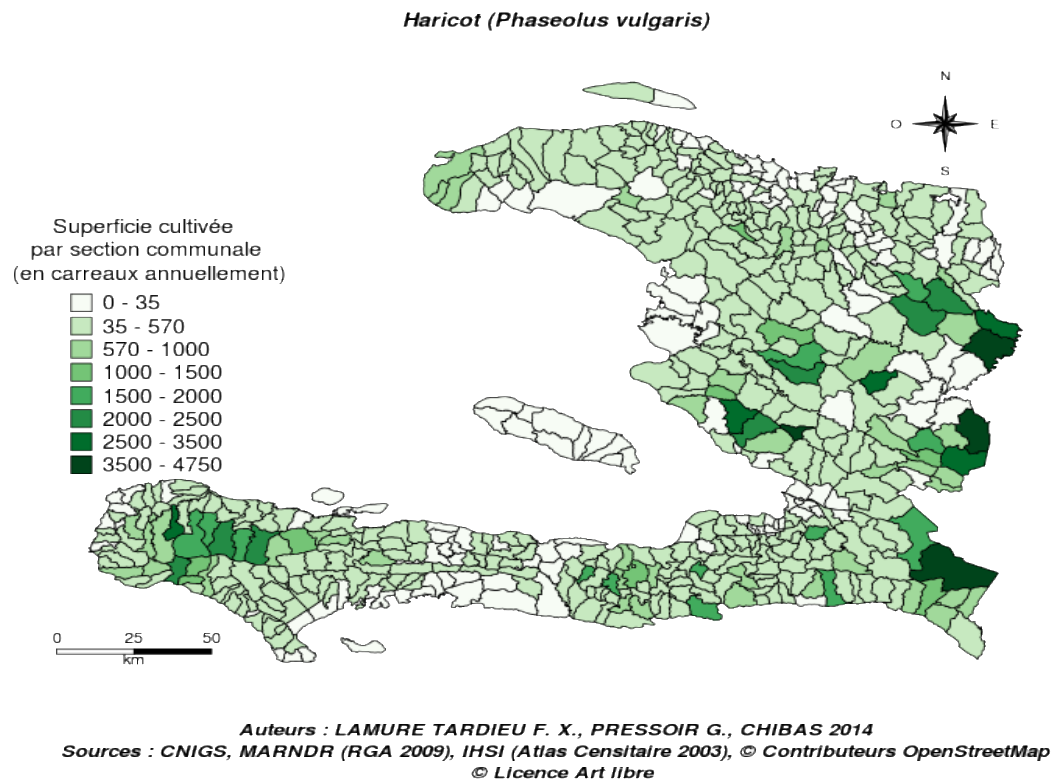 Haricot (Phaseolus vulgaris)
N
O
E
S
Superficie cultivée
par section communale
(en carreaux annuellement)
0 - 35
35 - 570
570 - 1000
1000 - 1500
1500 - 2000
2000 - 2500
2500 - 3500
3500 - 4750
0 25 50
km
Auteurs : LAMURE TARDIEU F. X., PRESSOIR G., CHIBAS 2014
Sources : CNIGS, MARNDR (RGA 2009), IHSI (Atlas Censitaire 2003), © Contributeurs OpenStreetMap
© Licence Art libre